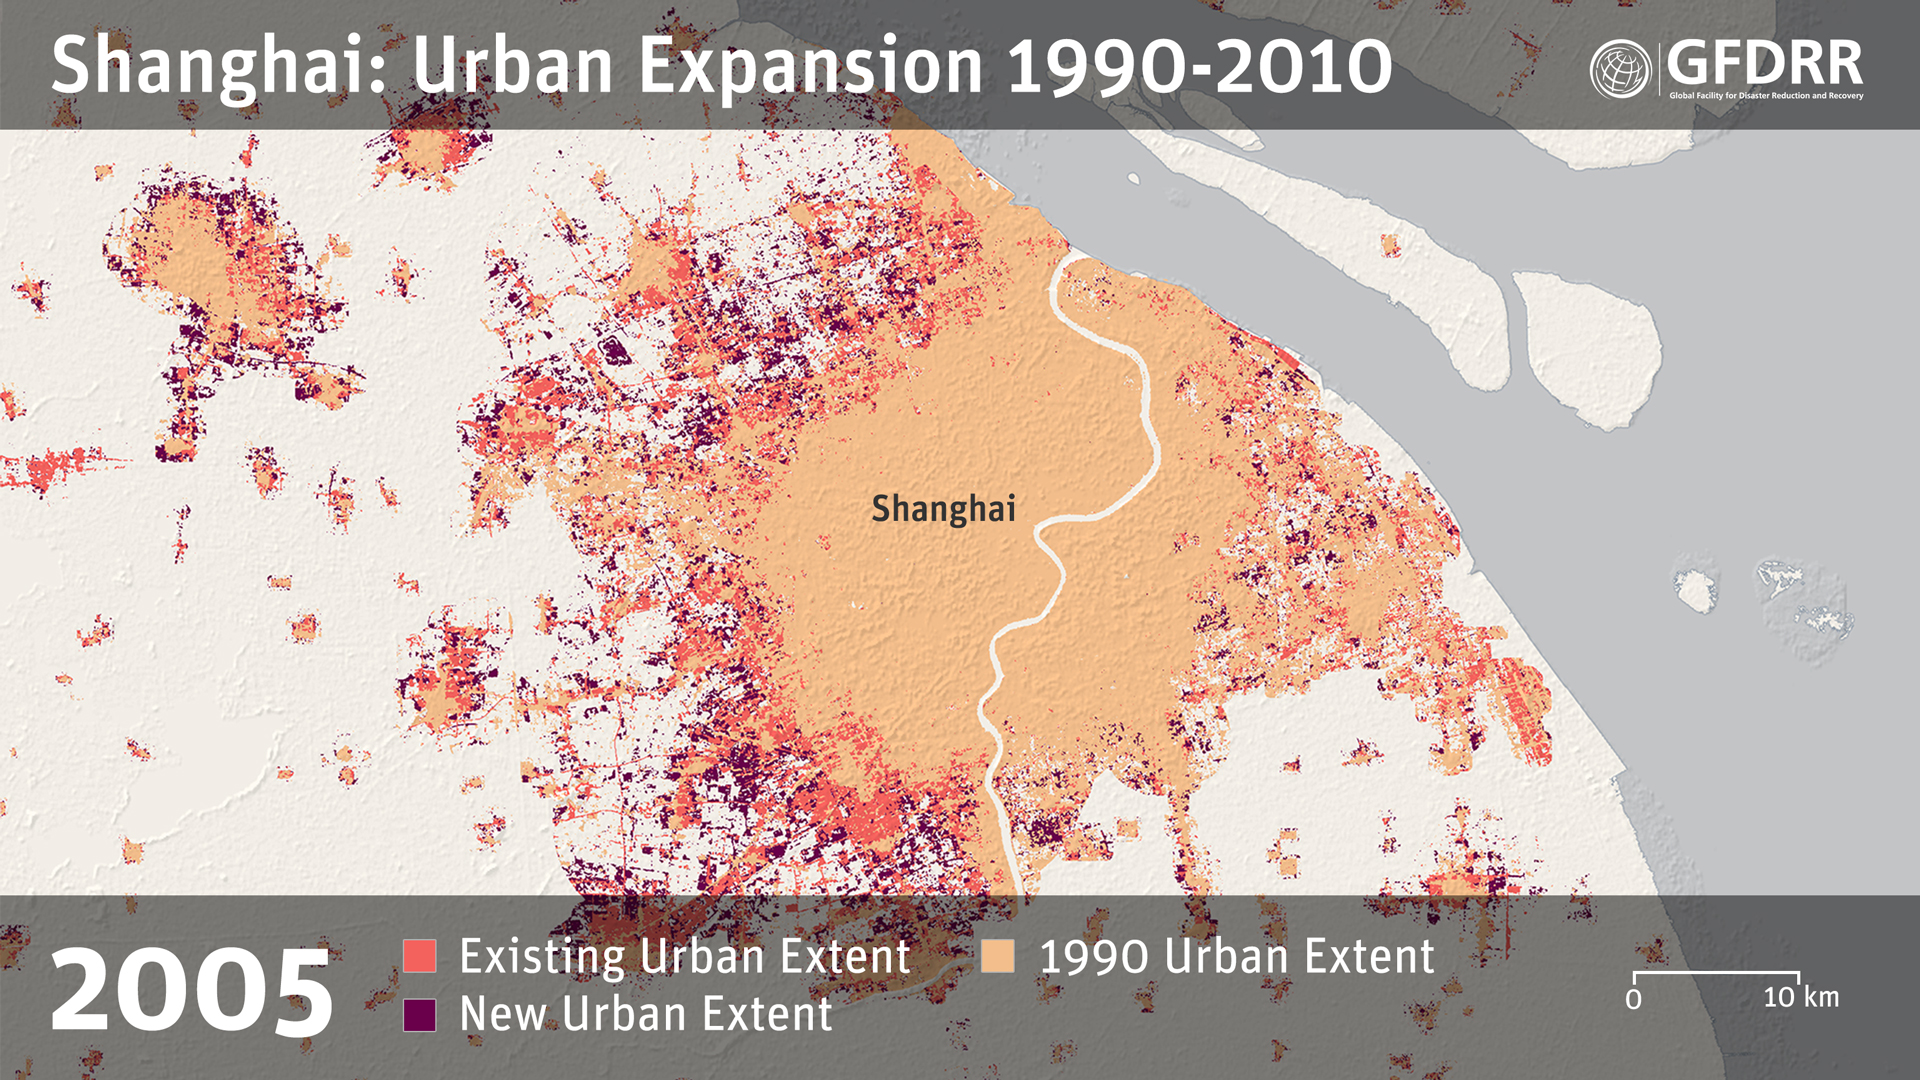 Shanghai: Urban Expansion 1990-2010
GFDRR
Global Facility for Disaster Reduction and Recovery
Shanghai
2005
Existing Urban Extent
1990 Urban Extent
New Urban Extent
0
10 km